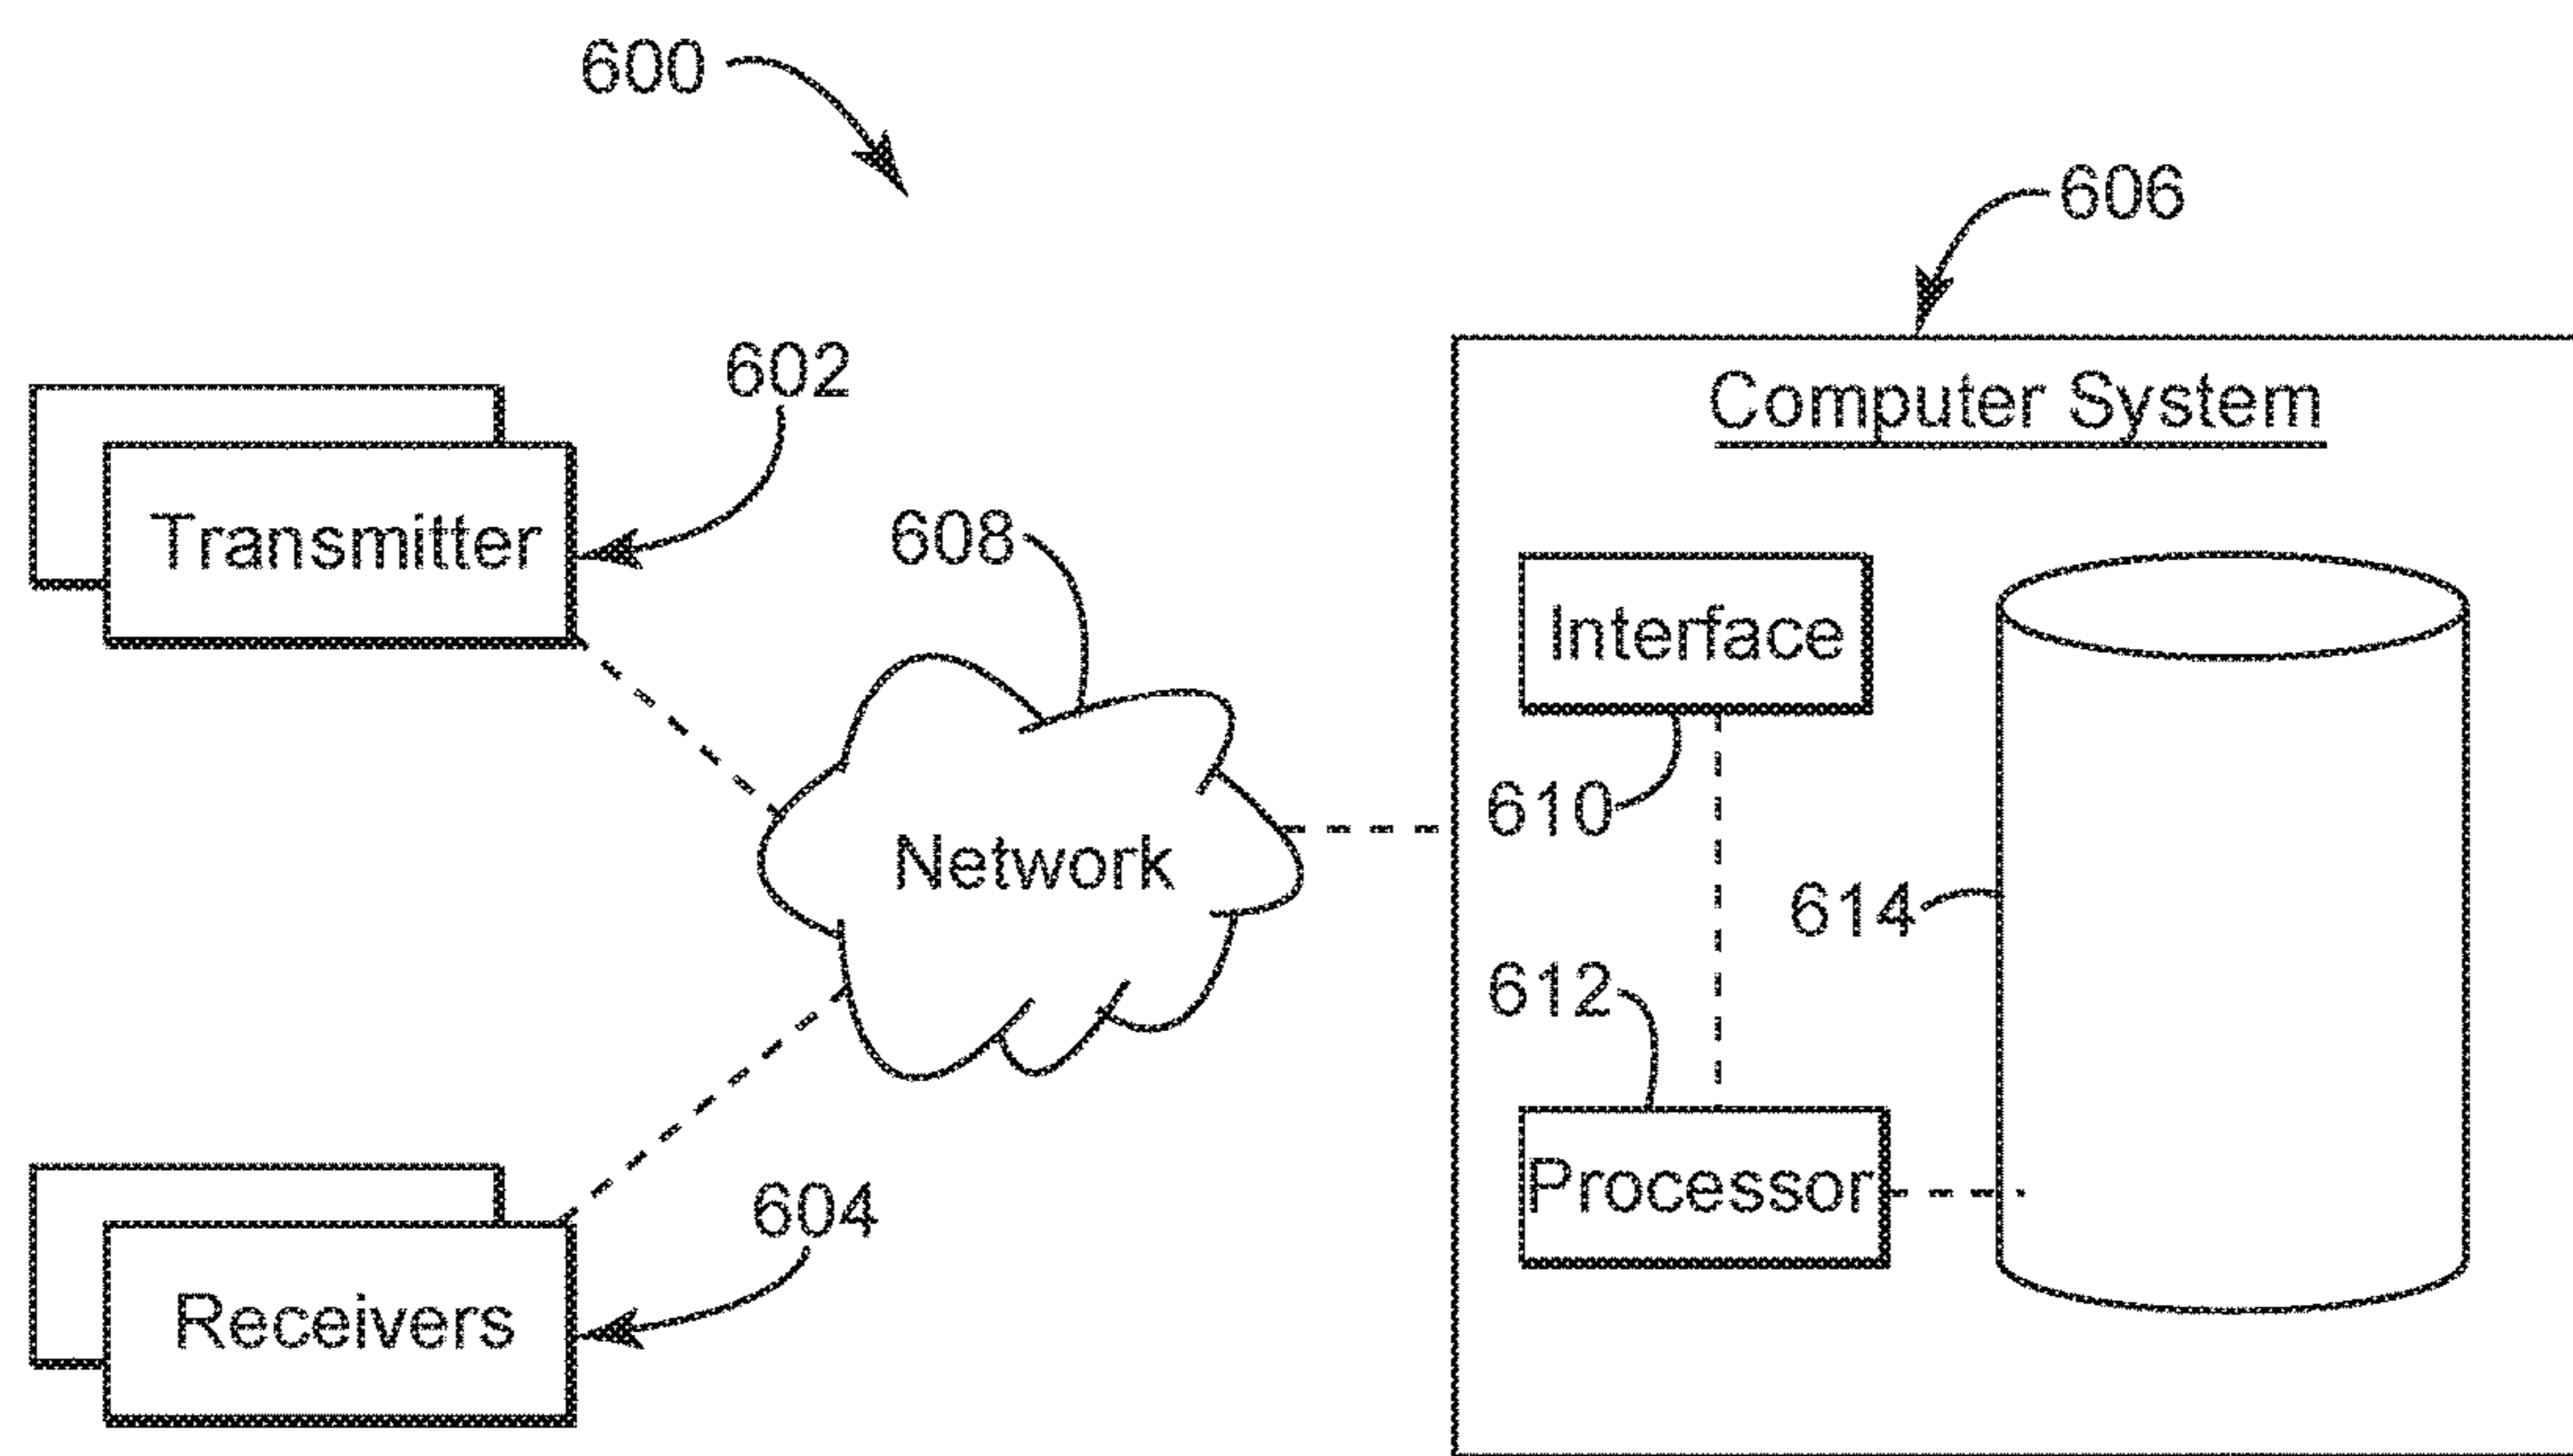 600
606
602
Computer System
Transmitter
608
Interface
610
Network
614
612
Processor
604
Receivers